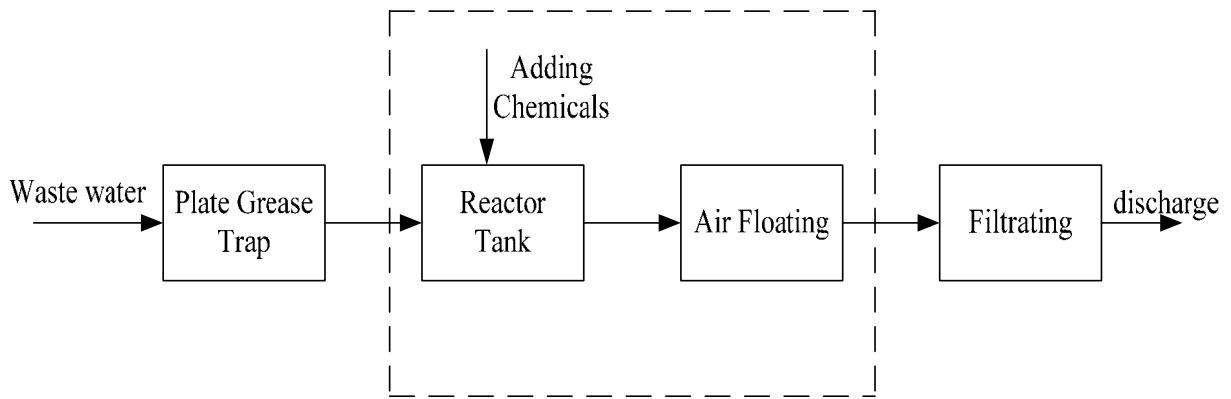 Adding
Chemicals
Waste water
Plate Grease
Trap
Reactor
Tank
Air Floating
Filtrating
discharge